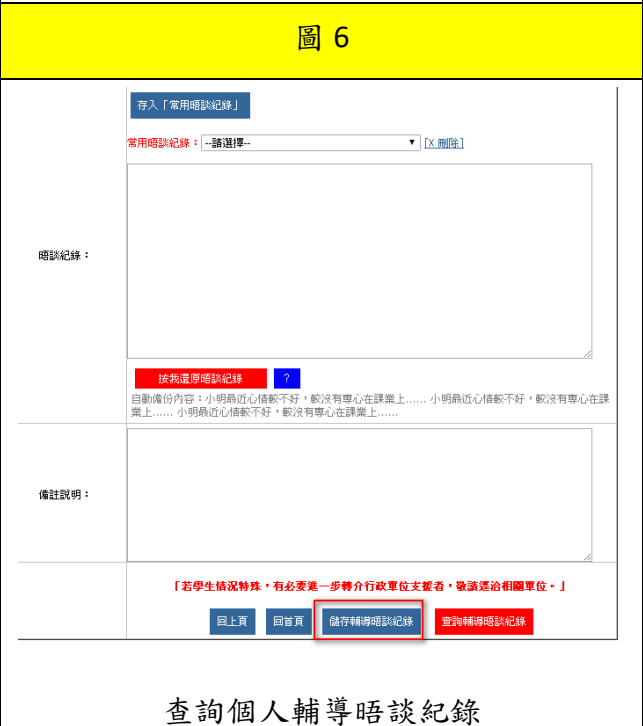 圖 6
存入「常用晤談紀錄」
常用晤談紀錄：--請選擇-- ▼ [X 刪除]
晤談紀錄：
按我還原晤談紀錄 ?
自動備份內容：小明最近心情較不好，較沒有專心在課業上…… 小明最近心情較不好，較沒有專心在課
業上…… 小明最近心情較不好，較沒有專心在課業上……
備註說明：
「若學生情況特殊，有必要進一步轉介行政單位支援者，敬請逕洽相關單位。」
回上頁 回首頁 儲存輔導晤談紀錄 查詢輔導晤談紀錄
查詢個人輔導晤談紀錄